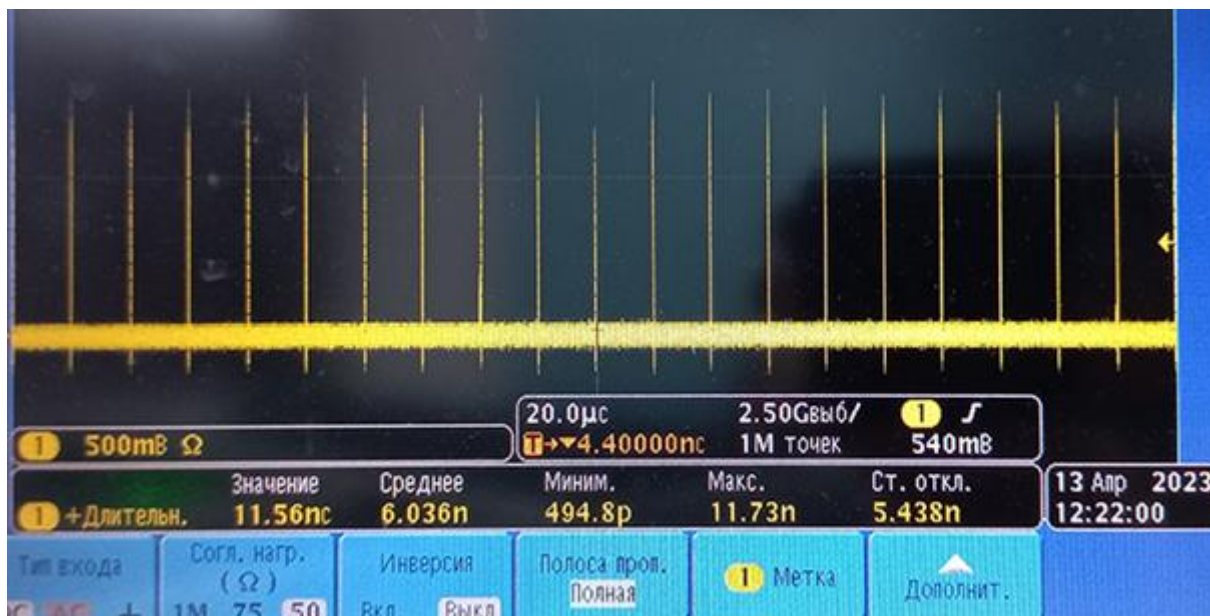 20.0µс 2.50Gвыб/ 1 ƒ
1 500mВ Ω T→▼4.40000nс 1M точек 540mВ
Значение Среднее Миним. Макс. Ст. откл.
1 +Длительн. 11.56nс 6.036n 494.8p 11.73n 5.438n
13 Апр 2023
12:22:00
Тип входа
Согл. нагр.
(Ω)
1M 75 50
Инверсия
Вкл Выкл
Полоса проп.
Полная
1 Метка
Дополнит.